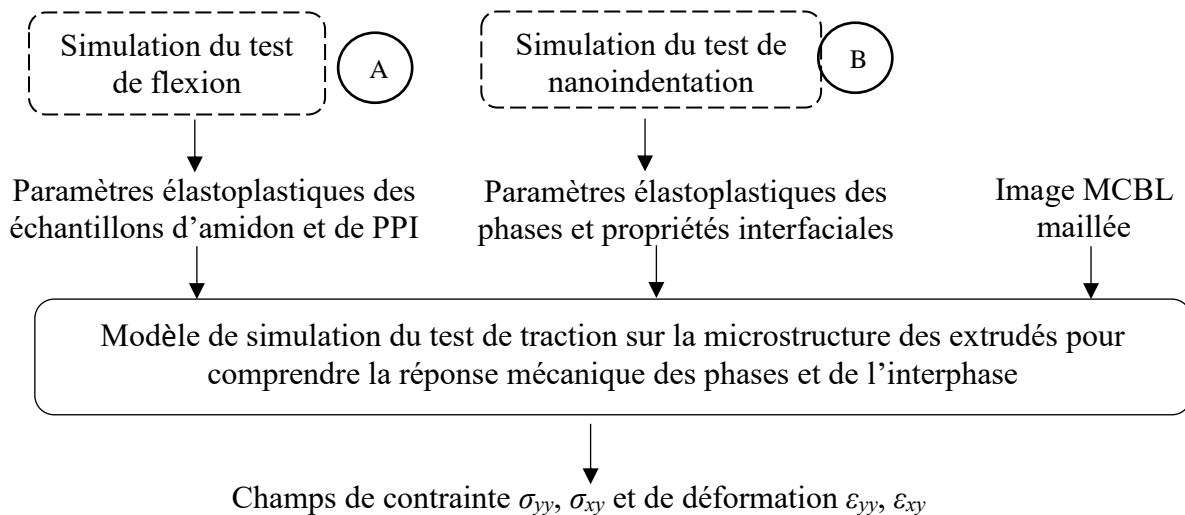 Simulation du test
de flexion
A
Simulation du test de
nanoindentation
B
Paramètres élastoplastiques des
échantillons d’amidon et de PPI
Paramètres élastoplastiques des
phases et propriétés interfaciales
Image MCBL
maillée
Modèle de simulation du test de traction sur la microstructure des extrudés pour
comprendre la réponse mécanique des phases et de l’interphase
Champs de contrainte σyy, σxy et de déformation εyy, εxy